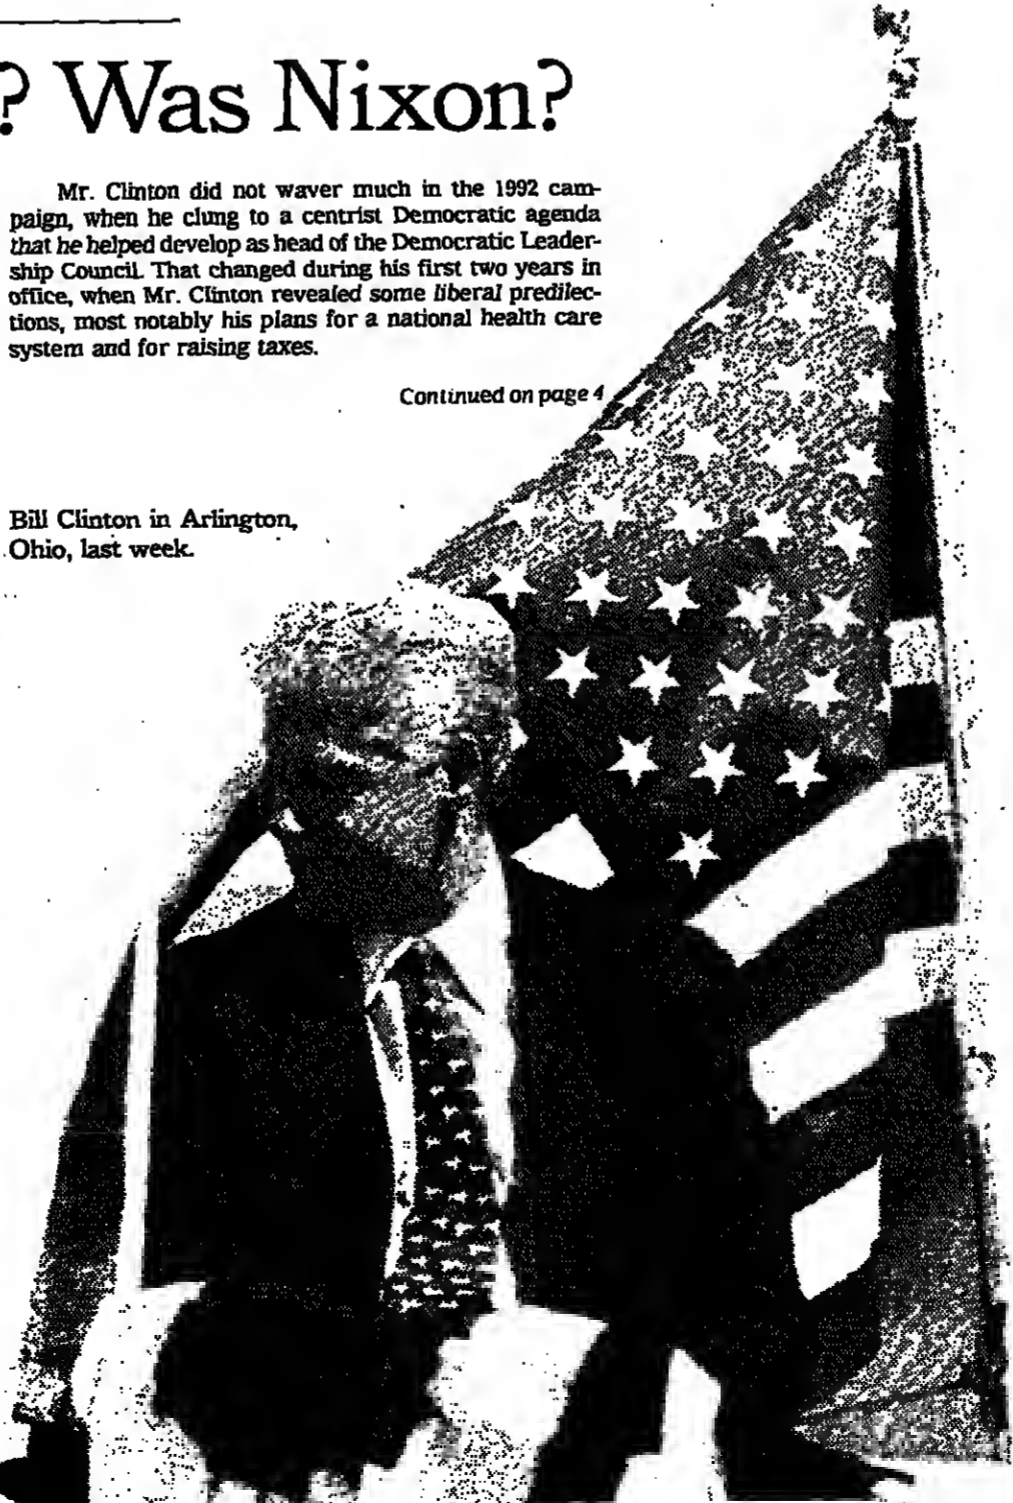 ? Was Nixon?
Mr. Clinton did not waver much in the 1992 cam-
paign, when he clung to a centrist Democratic agenda
that he helped develop as head of the Democratic Leader-
ship Council. That changed during his first two years in
office, when Mr. Clinton revealed some liberal predilec-
tions, most notably his plans for a national health care
system and for raising taxes.
Continued on page 4
Bill Clinton in Arlington,
Ohio, last week.